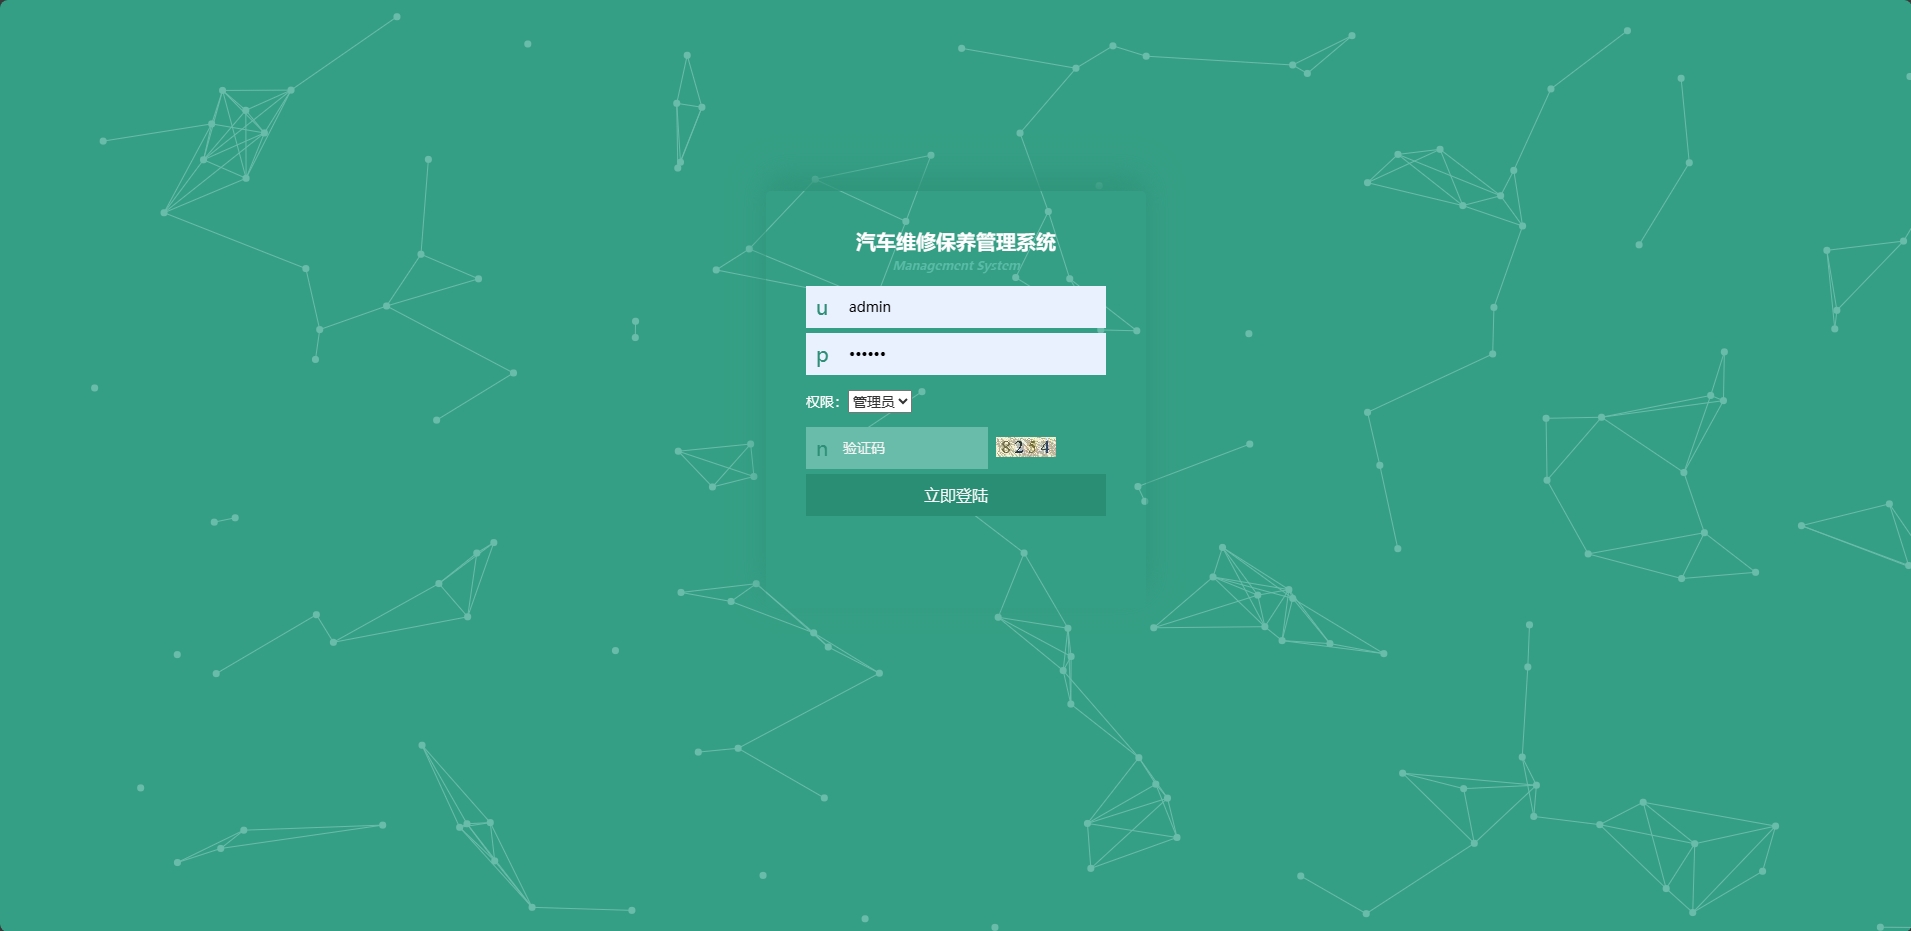 汽车维修保养管理系统
Management System
u admin
p ••••••
权限： 管理员
n 验证码 8254
立即登陆